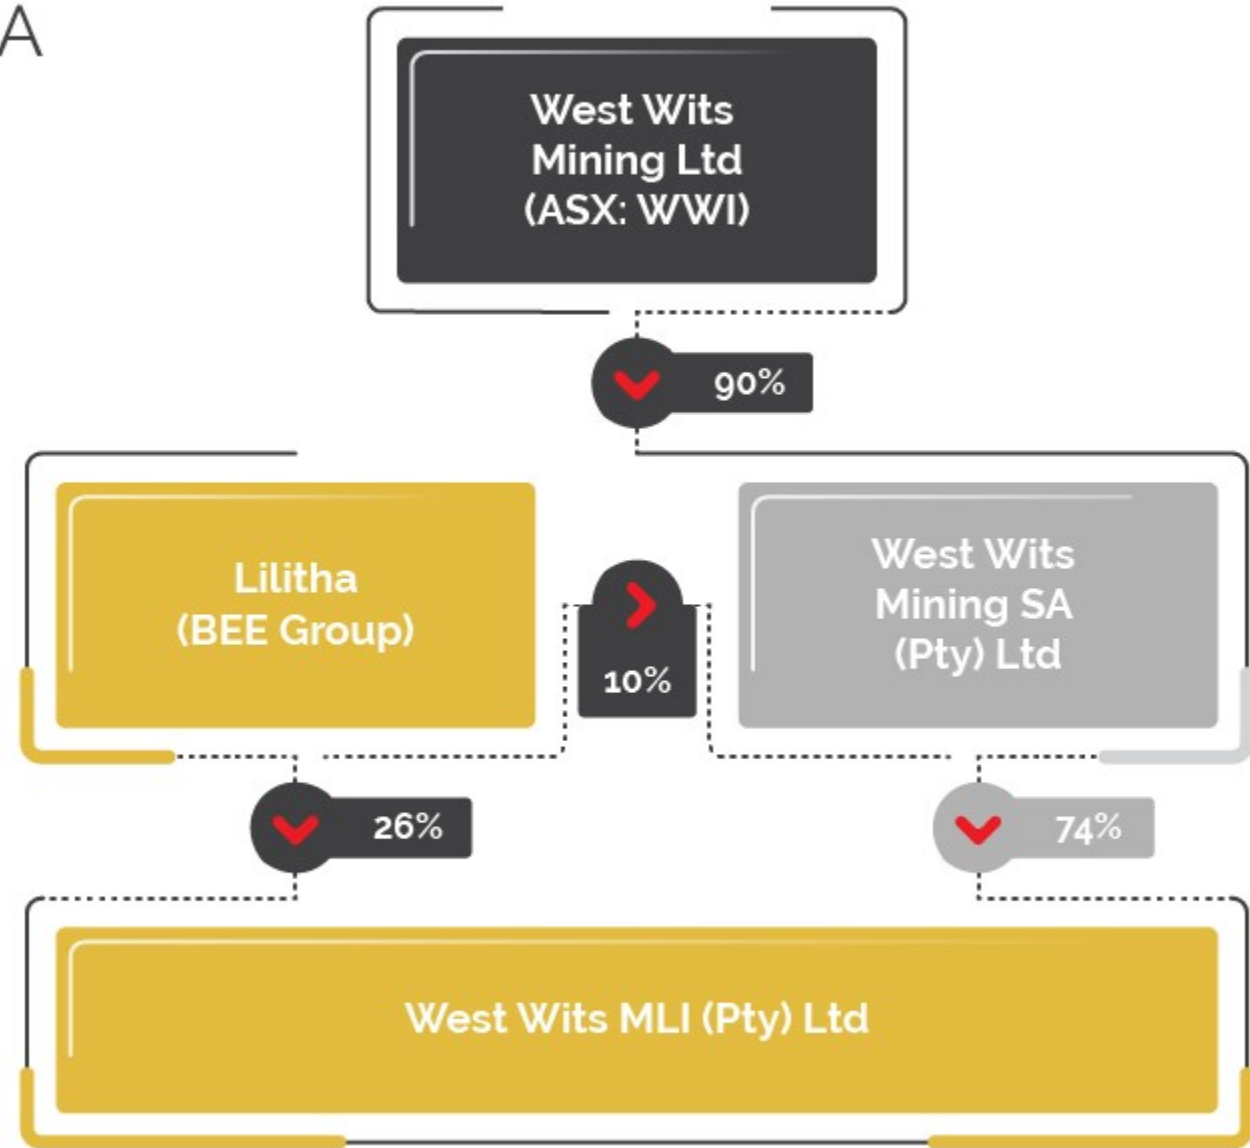 A
West Wits
Mining Ltd
(ASX: WWI)
90%
Lilitha
(BEE Group)
10%
West Wits
Mining SA
(Pty) Ltd
26%
74%
West Wits MLI (Pty) Ltd